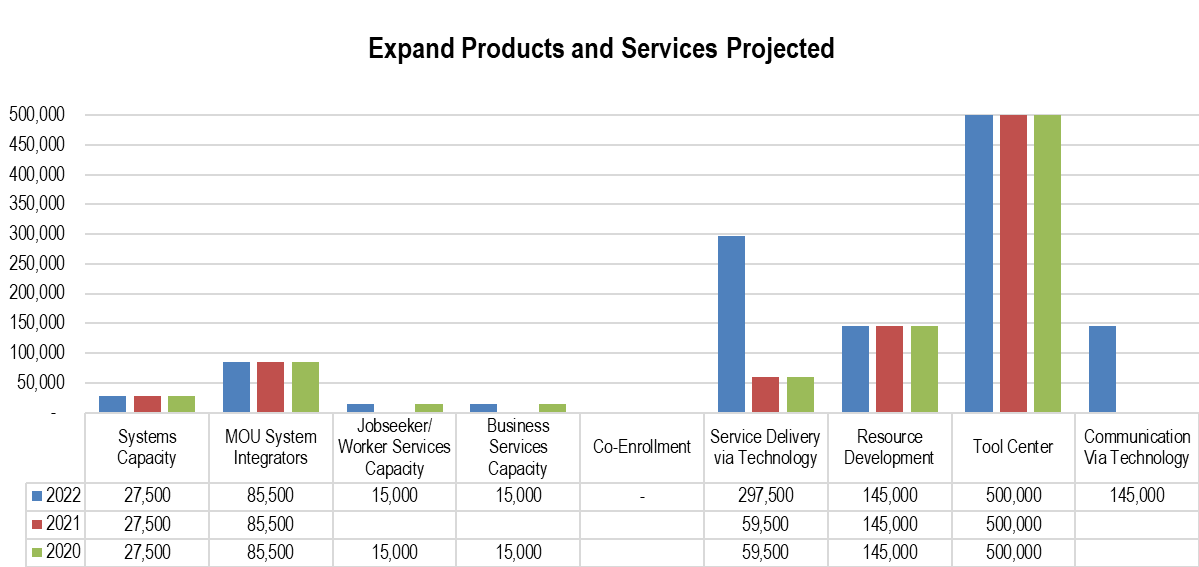 Expand Products and Services Projected
500,000
450,000
400,000
350,000
300,000
250,000
200,000
150,000
100,000
50,000
-
Systems Capacity
MOU System Integrators
Jobseeker/ Worker Services Capacity
Business Services Capacity
Co-Enrollment
Service Delivery via Technology
Resource Development
Tool Center
Communication Via Technology
2022 27,500 85,500 15,000 15,000 - 297,500 145,000 500,000 145,000
2021 27,500 85,500 59,500 145,000 500,000
2020 27,500 85,500 15,000 15,000 59,500 145,000 500,000